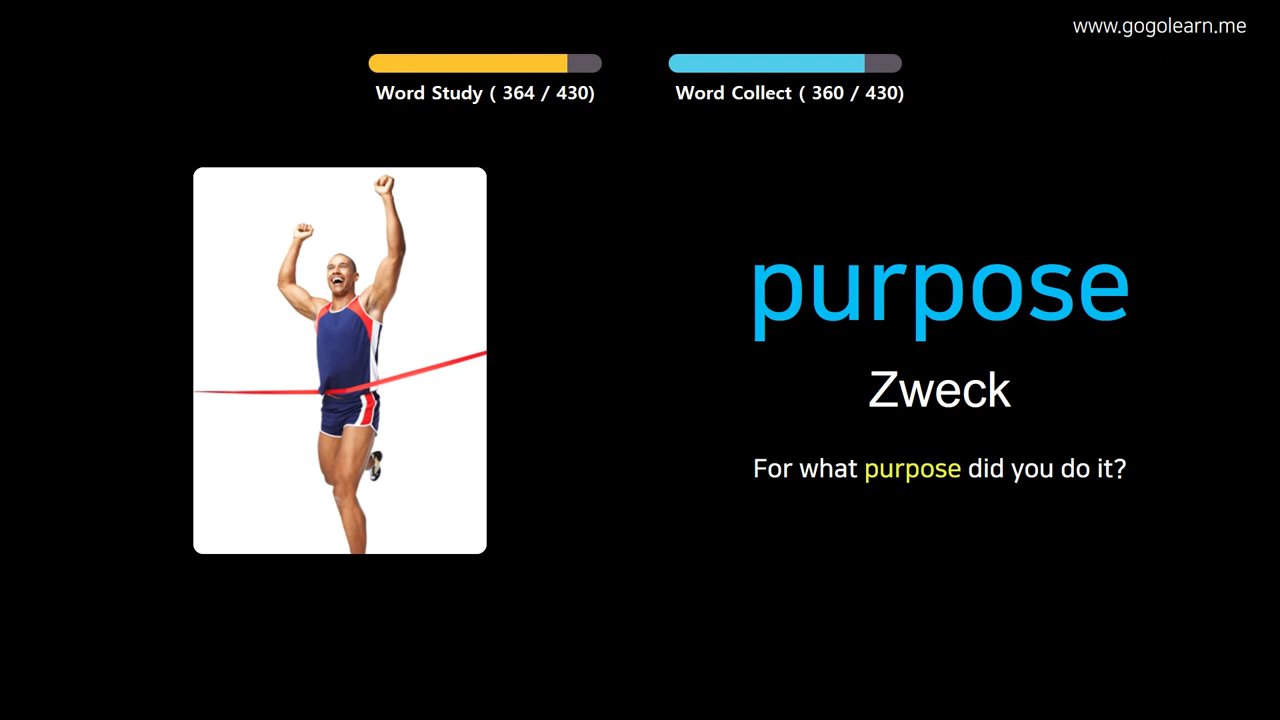 www.gogolearn.me
Word Study ( 364 / 430)
Word Collect ( 360 / 430)
purpose
Zweck
For what purpose did you do it?